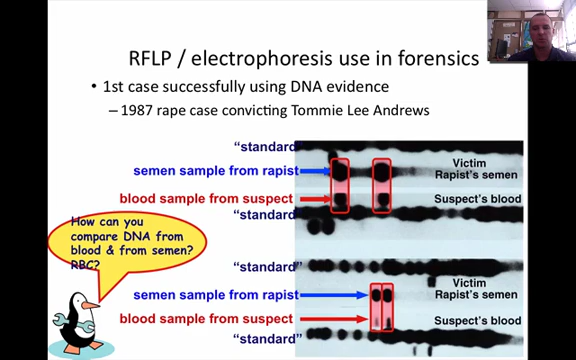 RFLP / electrophoresis use in forensics
• 1st case successfully using DNA evidence
– 1987 rape case convicting Tommie Lee Andrews
“standard”
semen sample from rapist
blood sample from suspect
“standard”
Victim
Rapist's semen
Suspect's blood
How can you
compare DNA from
blood & from semen?
RBC?
“standard”
semen sample from rapist
blood sample from suspect
“standard”
Victim
Rapist's semen
Suspect's blood